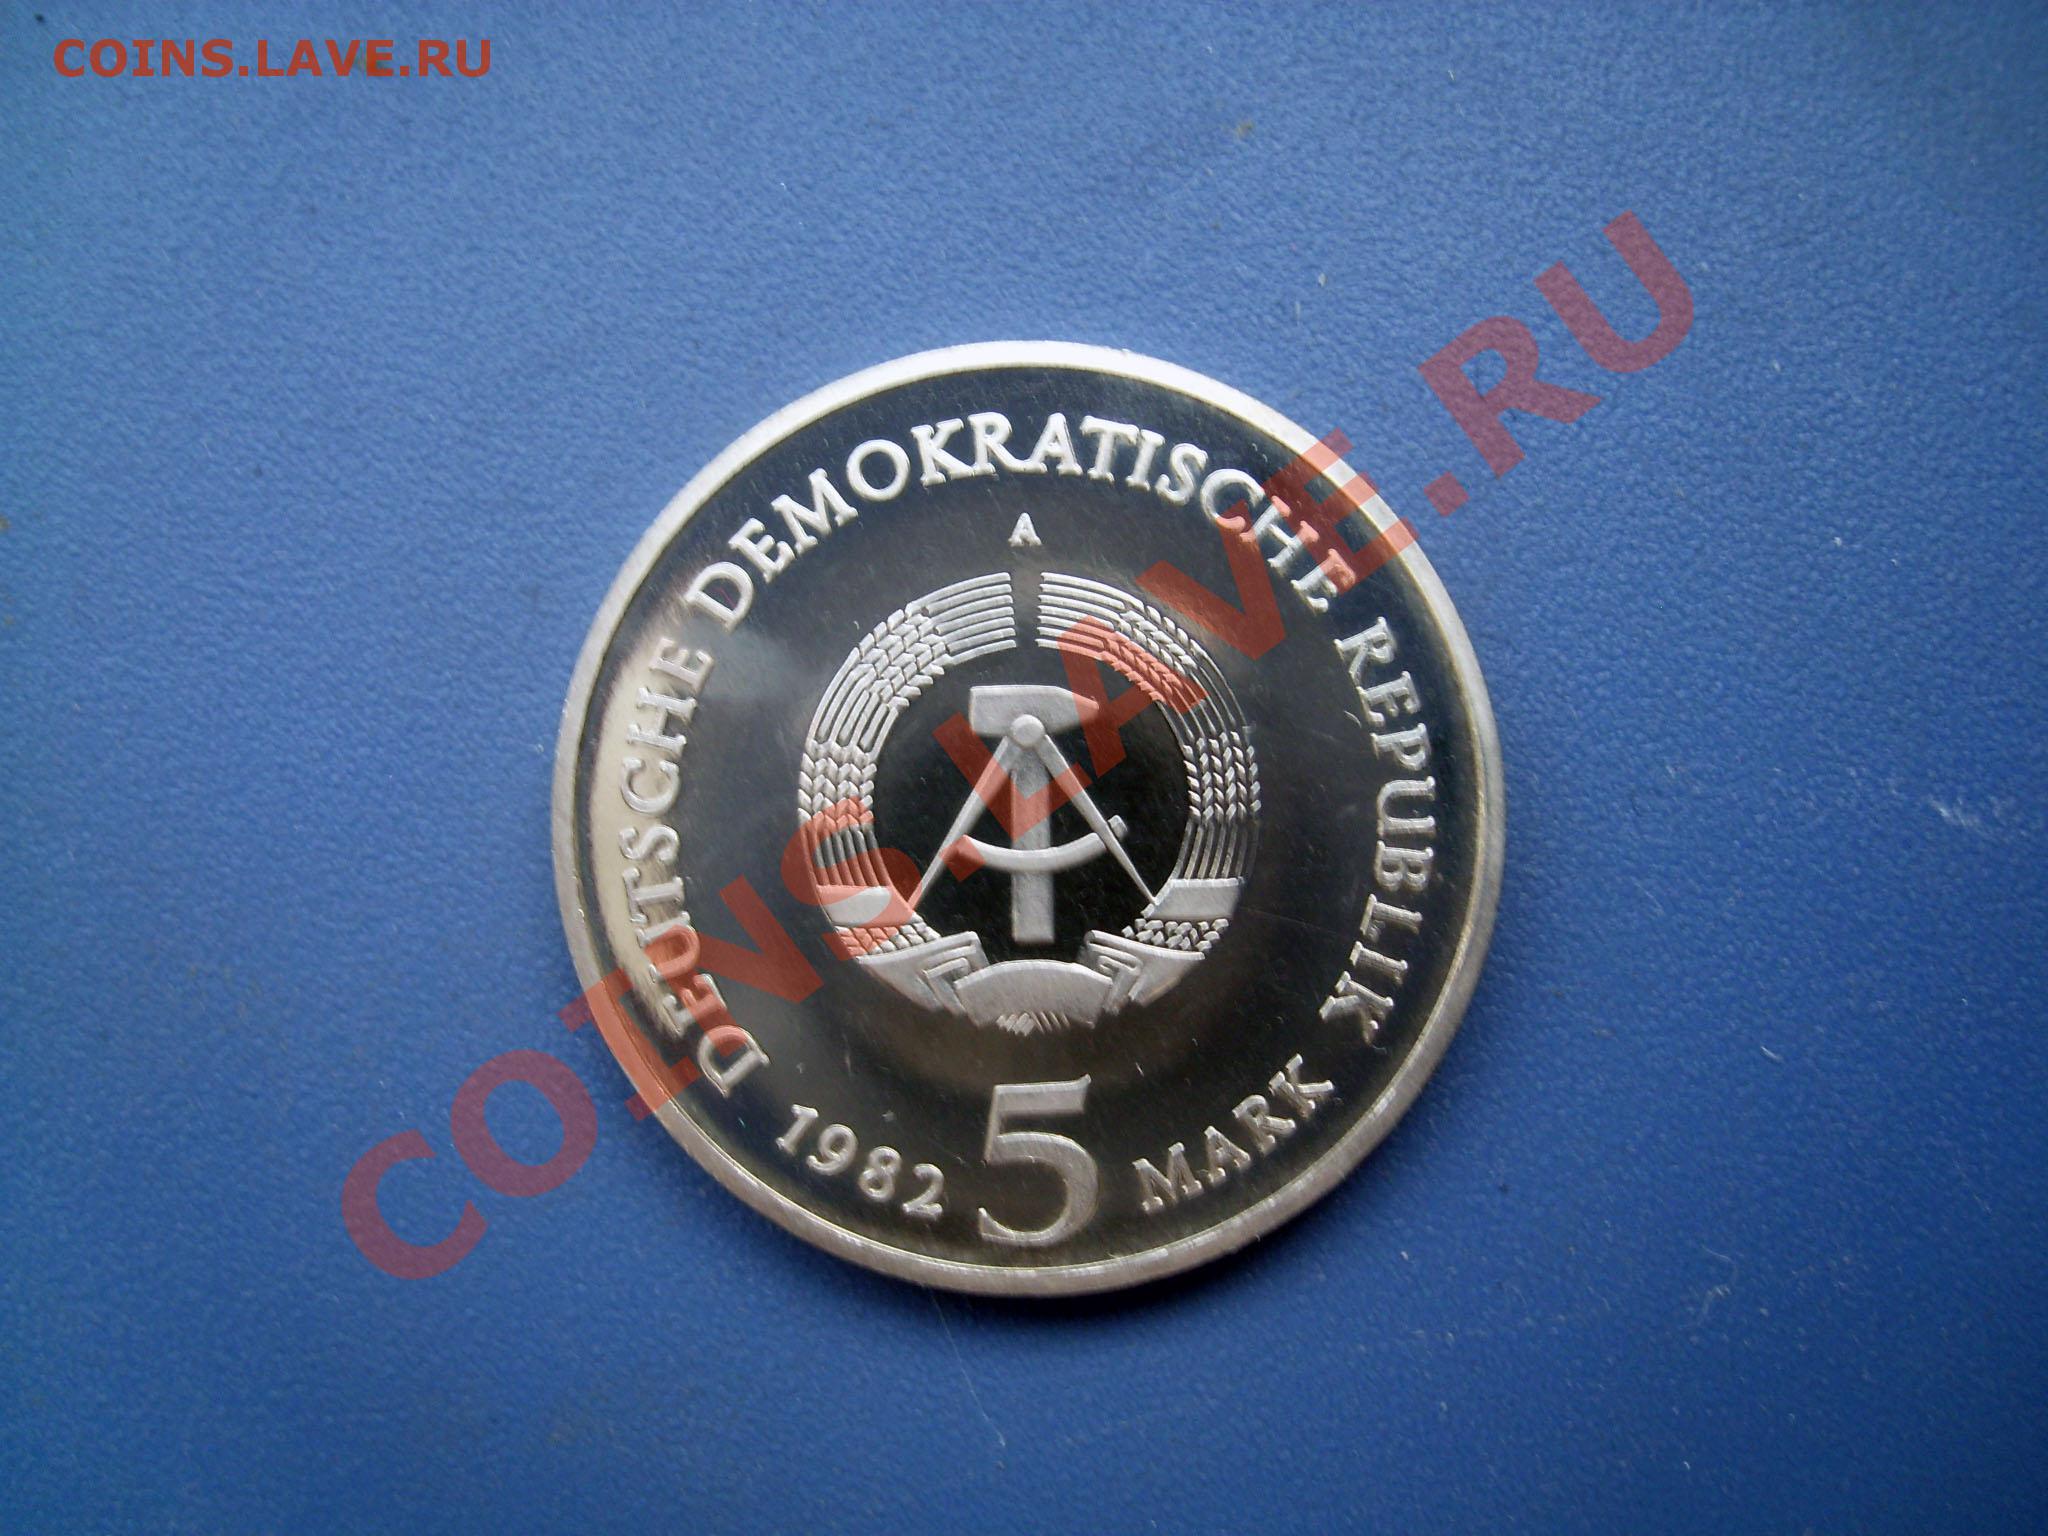 COINS.LAVE.RU
DEUTSCHE DEMOKRATISCHE REPUBLIK
A
1982 5 MARK
COINS.LAVE.RU